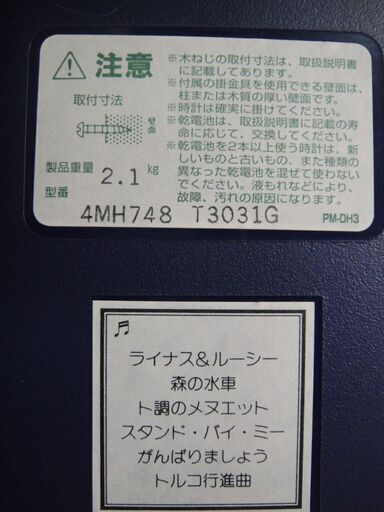 注意
取付寸法
壁面
製品重量 2.1 kg
型番
4MH748 T3031G
※木ねじの取付寸法は、取扱説明書
に記載してあります。
※付属の掛金具を使用できる壁面は、
柱または木質の厚い壁面です。
※時計は確実に掛けてください。
※乾電池は、取扱説明書に記載の寿
命に応じて、交換してください。
※乾電池を2本以上使う時計は、新
しいものと古いもの、また種類の
異なった乾電池を混ぜて使わない
でください。液もれなどにより、
故障、汚れの原因になります。
PM-DH3
♬
ライナス&ルーシー
森の水車
ト調のメヌエット
スタンド・バイ・ミー
がんばりましょう
トルコ行進曲